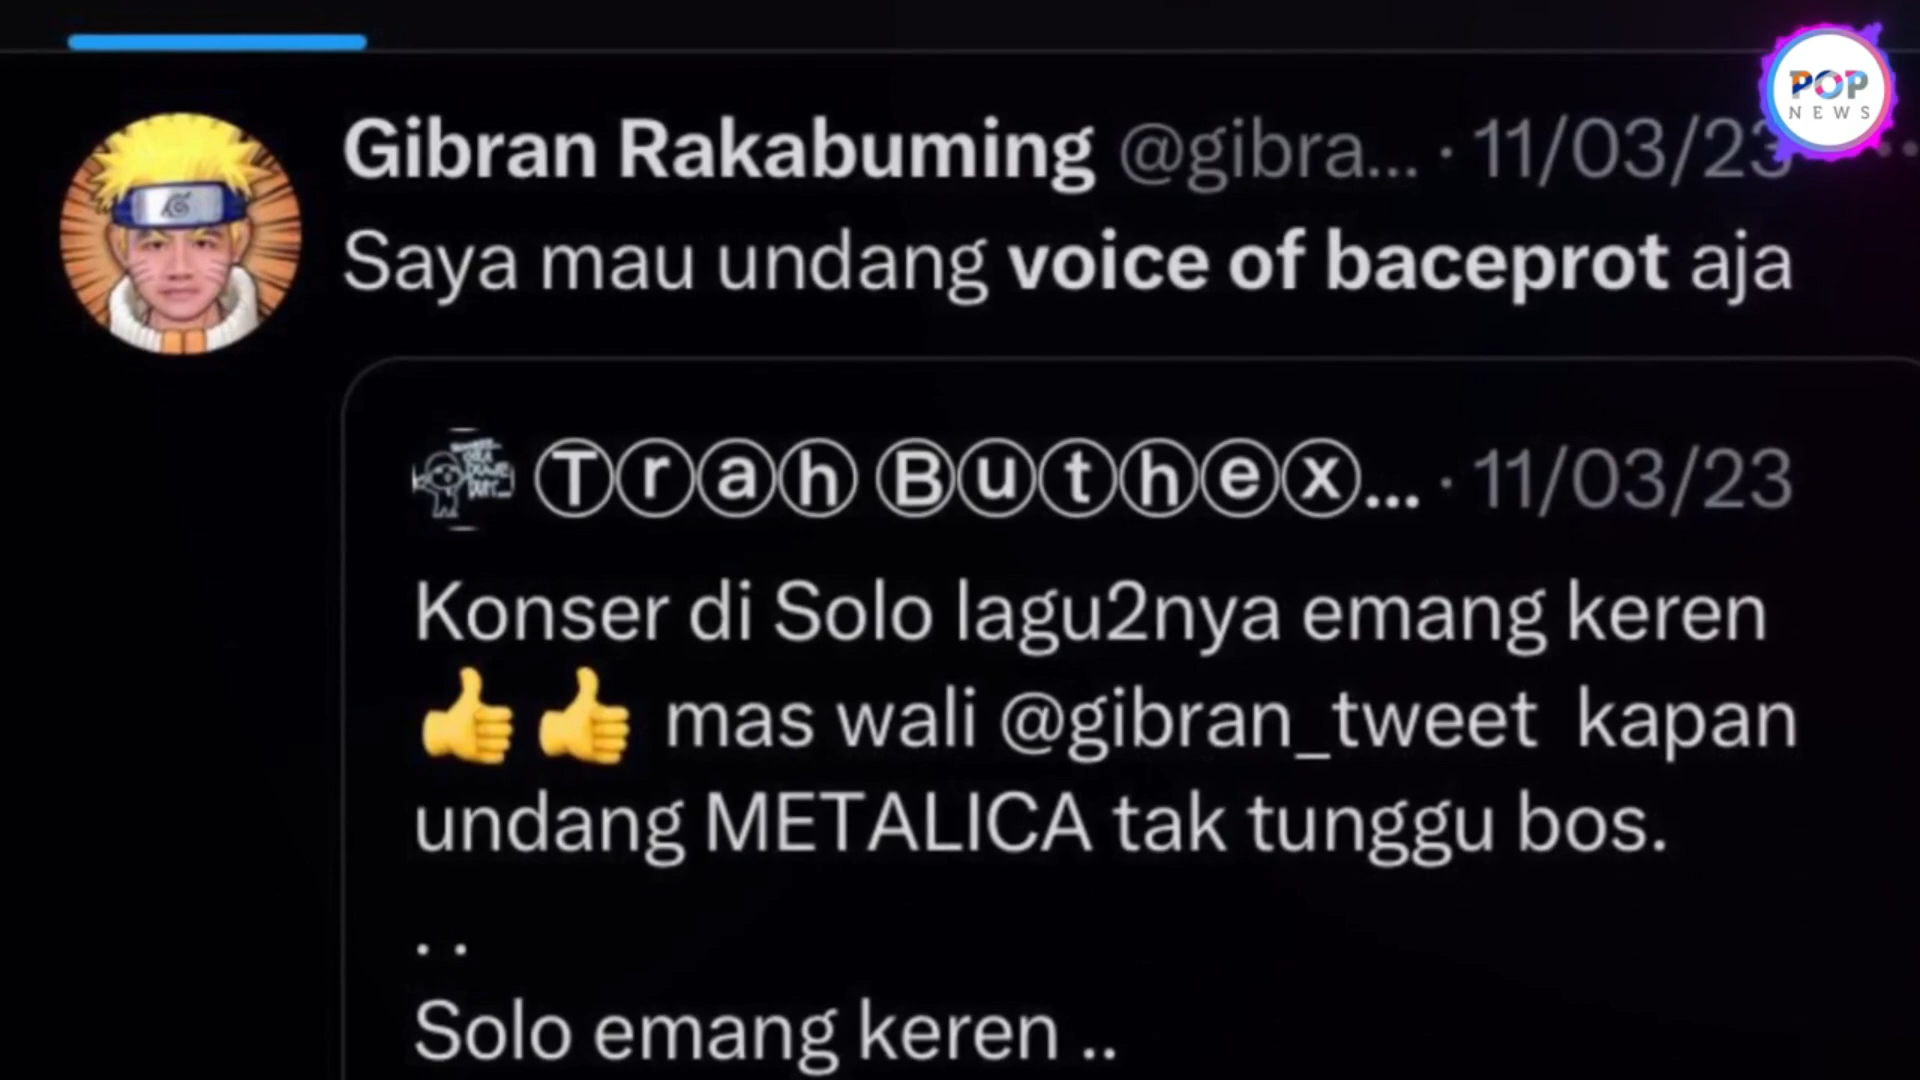 POP
NEWS
Gibran Rakabuming @gibra... · 11/03/23
Saya mau undang voice of baceprot aja
Ⓣⓡⓐⓗ Ⓑⓤⓣⓗⓔⓧ... · 11/03/23
Konser di Solo lagu2nya emang keren
👍👍 mas wali @gibran_tweet kapan
undang METALICA tak tunggu bos.
. .
Solo emang keren ..